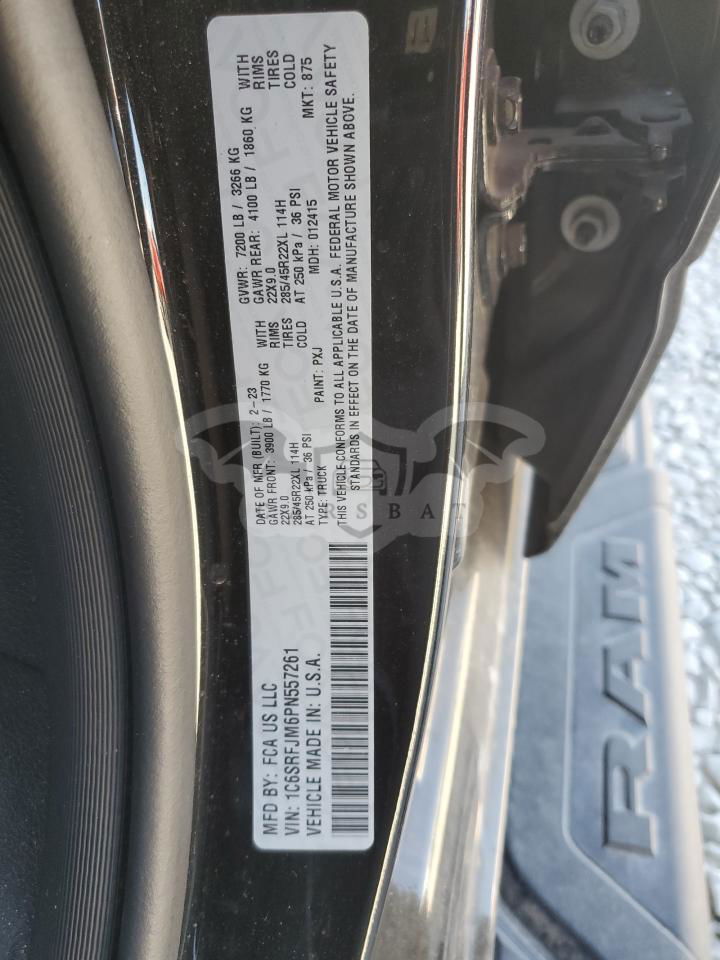 MFD BY: FCA US LLC
VIN: 1C6SRFJM6PN557261
VEHICLE MADE IN: U.S.A.
DATE OF MFR (BUILT): 2-23
GAWR FRONT: 3900 LB / 1770 KG WITH
22X9.0 RIMS
285/45R22XL 114H TIRES
AT 250 kPa / 36 PSI COLD
TYPE: TRUCK PAINT: PXJ
GVWR: 7200 LB / 3266 KG
GAWR REAR: 4100 LB / 1860 KG WITH
22X9.0 RIMS
285/45R22XL 114H TIRES
AT 250 kPa / 36 PSI COLD
MDH: 012415 MKT: 875
THIS VEHICLE CONFORMS TO ALL APPLICABLE U.S.A. FEDERAL MOTOR VEHICLE SAFETY
STANDARDS IN EFFECT ON THE DATE OF MANUFACTURE SHOWN ABOVE.
RAM